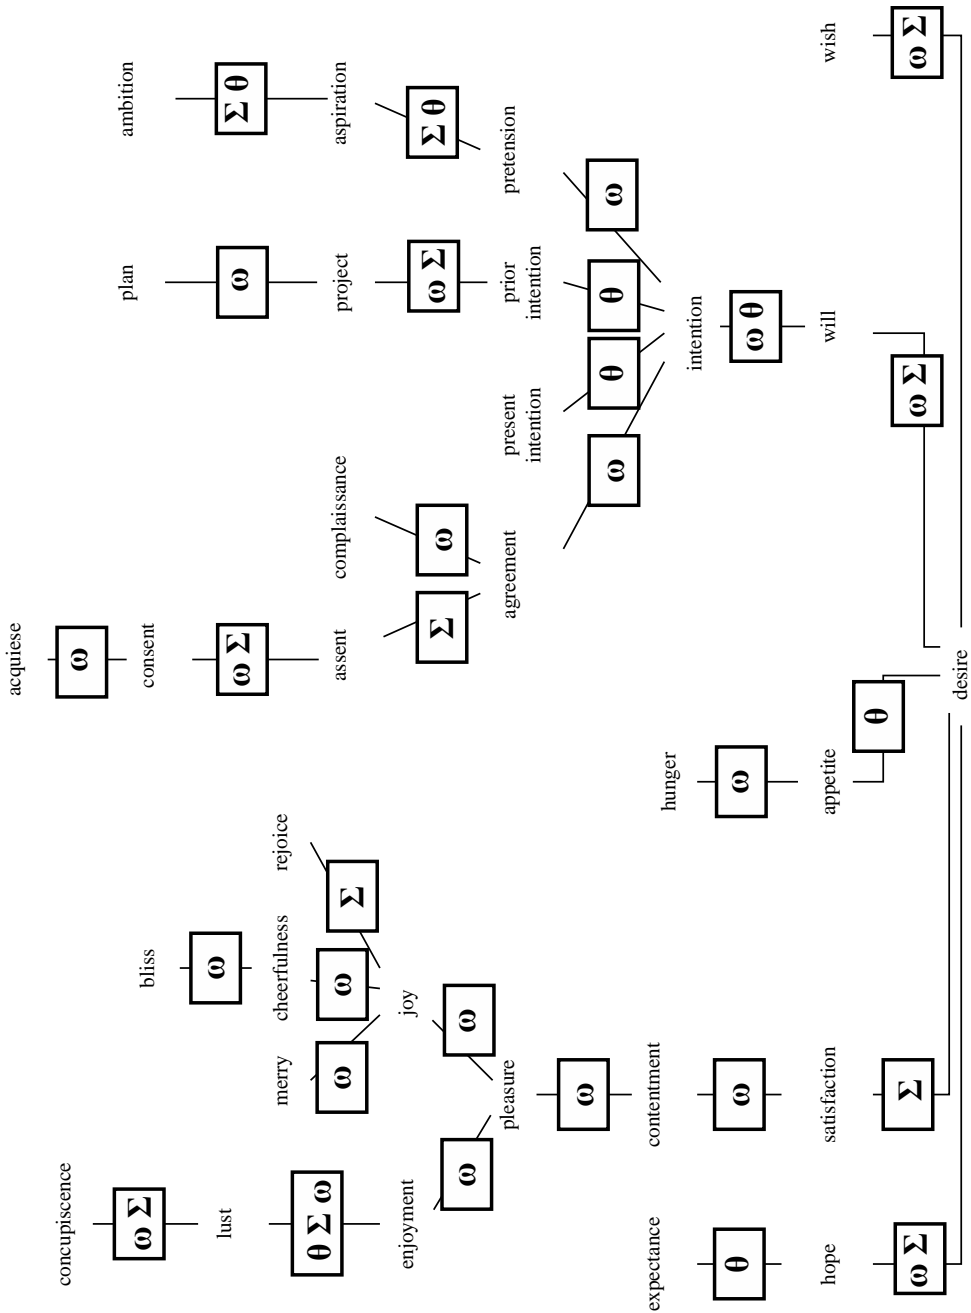 acquiese
concupiscence
ω
ω Σ
bliss
consent
plan
ambition
lust
ω
ω Σ
ω
Σ θ
merry
cheerfulness
rejoice
θ Σ ω
ω
ω
Σ
assent
complaissance
project
aspiration
enjoyment
joy
Σ
ω
ω Σ
Σ θ
ω
ω
pleasure
agreement
present
intention
prior
intention
pretension
ω
ω
θ
θ
ω
expectance
contentment
hunger
intention
θ
ω
ω
ω θ
hope
satisfaction
appetite
will
wish
ω Σ
Σ
θ
ω Σ
ω Σ
desire